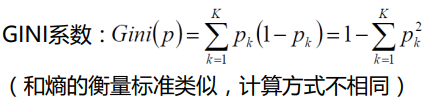 GINI系数：Gini(p)=∑_{k=1}^{K} p_k(1-p_k)=1-∑_{k=1}^{K} p_k^2
（和熵的衡量标准类似，计算方式不相同）